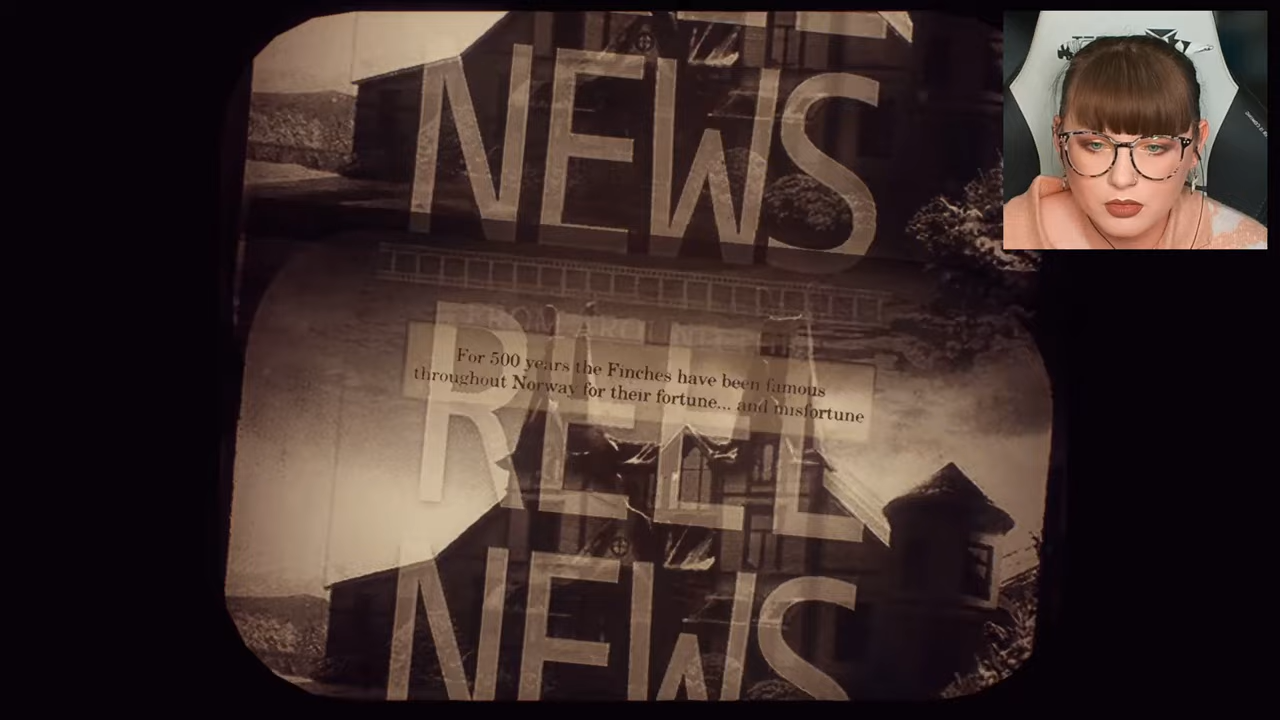 NEWS
For 500 years the Finches have been famous
throughout Norway for their fortune... and misfortune
REEL
NEWS